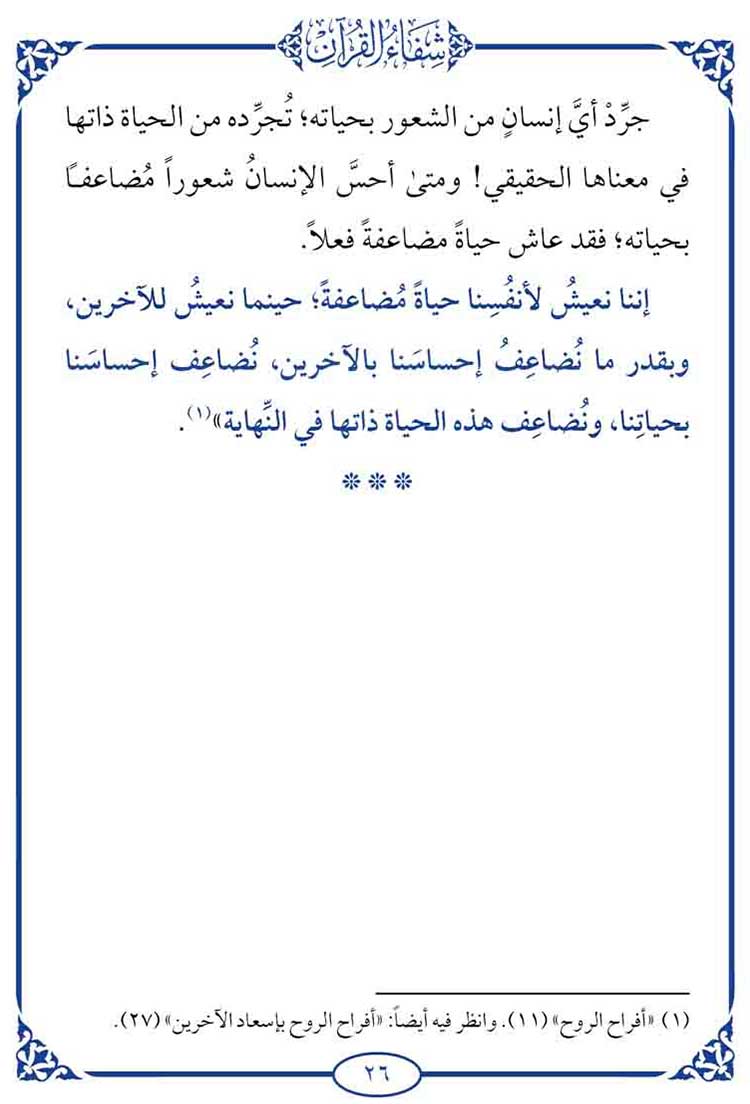 شِفَاءُ القُرْآنِ
جرِّدْ أيَّ إنسانٍ من الشعور بحياته؛ تُجرِّده من الحياة ذاتها
في معناها الحقيقي! ومتىٰ أحسَّ الإنسانُ شعوراً مُضاعفًا
بحياته؛ فقد عاش حياةً مضاعفةً فعلاً.
إننا نعيشُ لأنفُسِنا حياةً مُضاعفةً؛ حينما نعيشُ للآخرين،
وبقدر ما نُضاعِفُ إحساسَنا بالآخرين، نُضاعِف إحساسَنا
بحياتِنا، ونُضاعِف هذه الحياة ذاتها في النِّهاية»(١).
* * *
(١) «أفراح الروح» (١١). وانظر فيه أيضاً: «أفراح الروح بإسعاد الآخرين» (٢٧).
٢٦